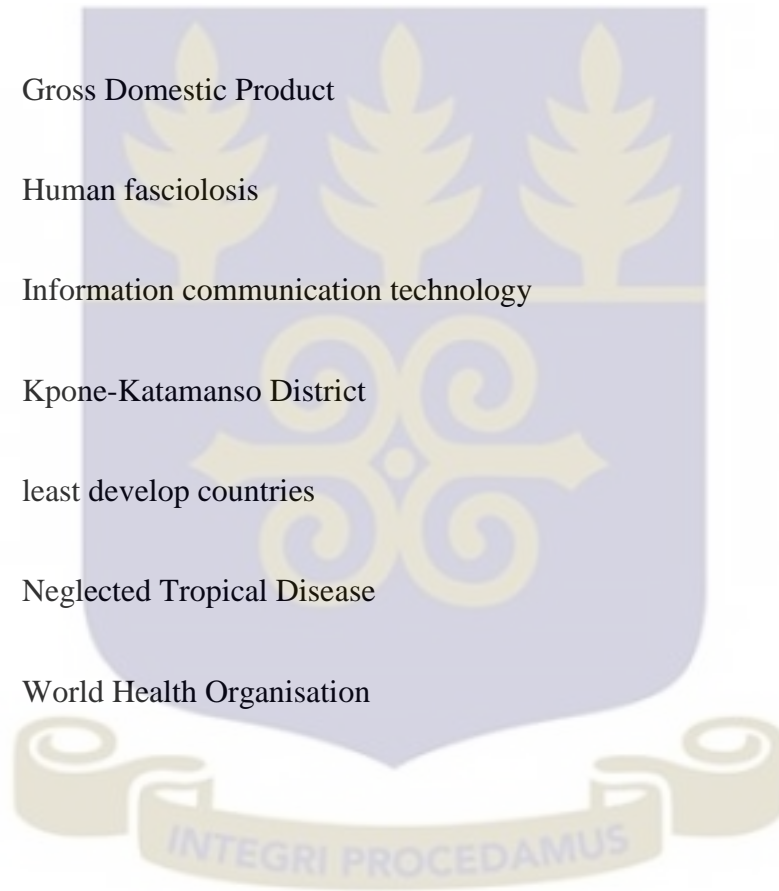 Gross Domestic Product
Human fasciolosis
Information communication technology
Kpone-Katamanso District
least develop countries
Neglected Tropical Disease
World Health Organisation
INTEGRI PROCEDAMUS